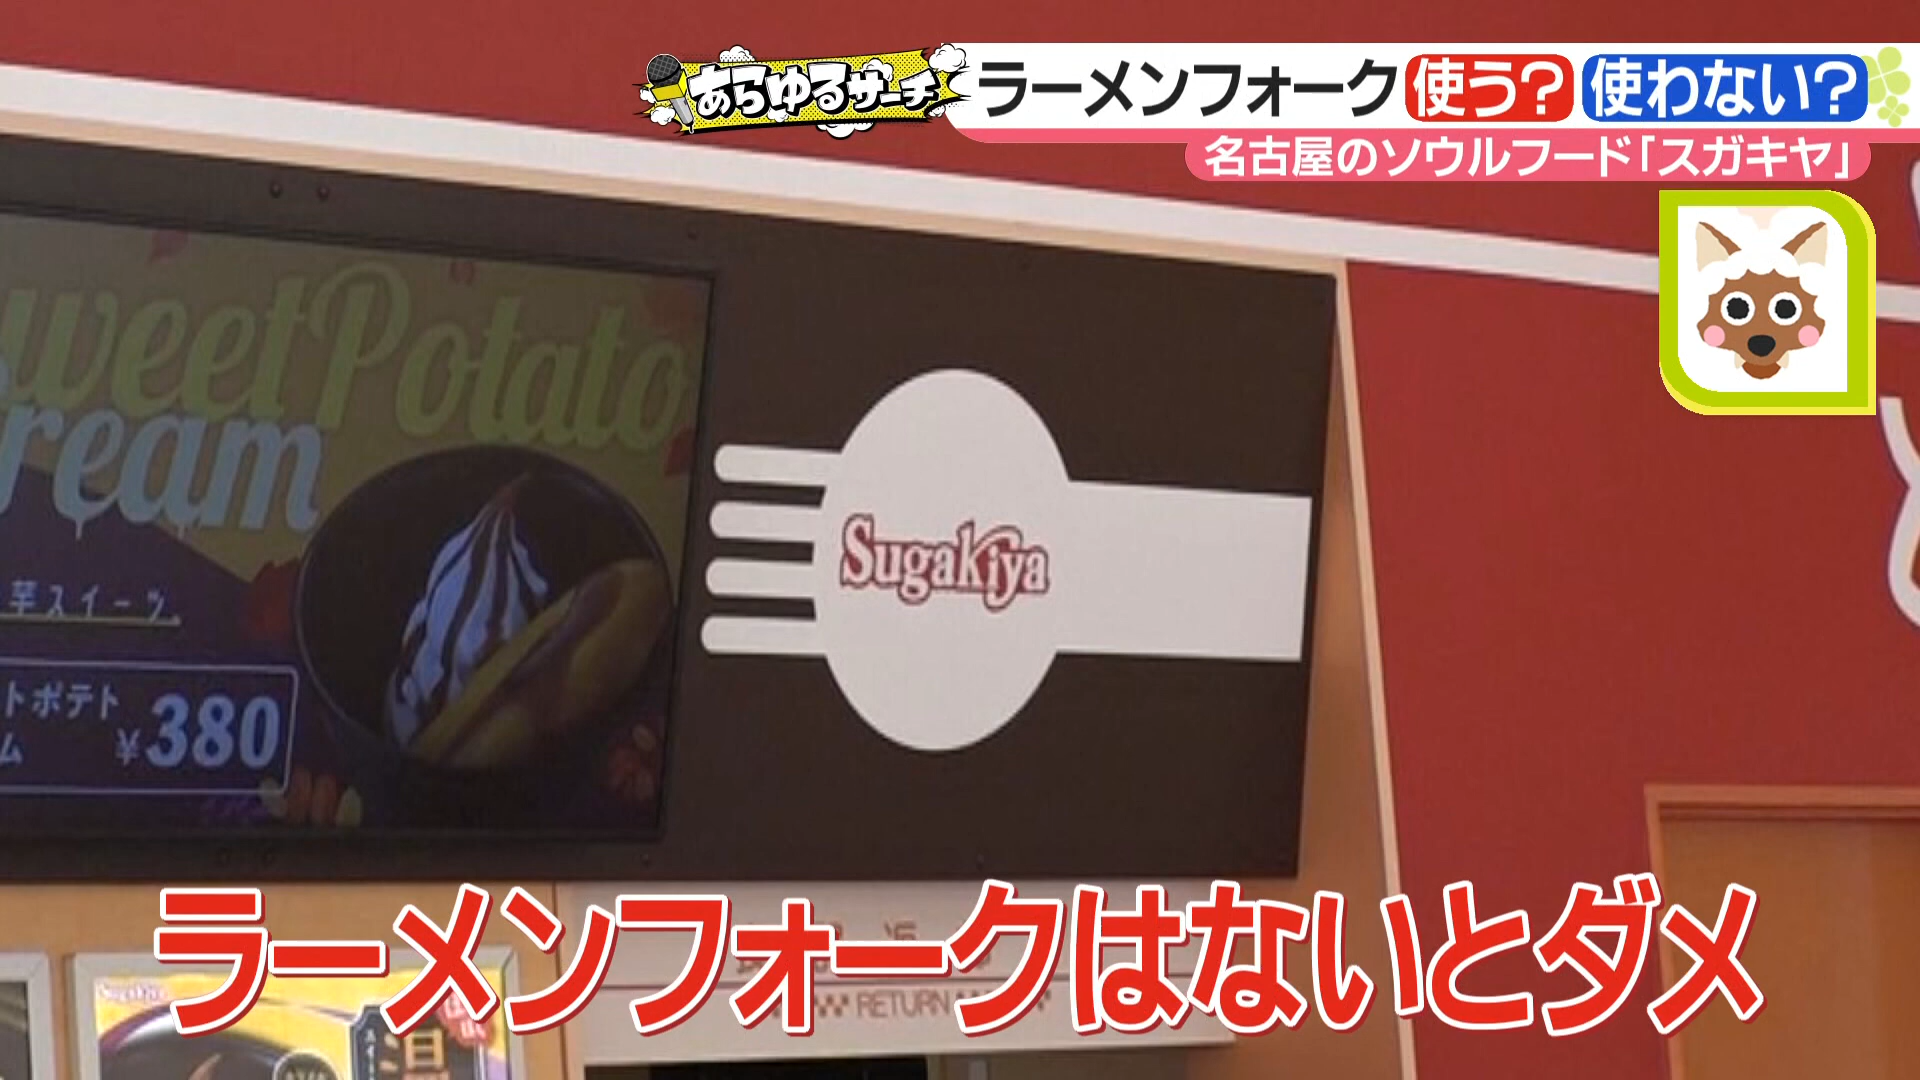 あらゆるサーチ
ラーメンフォーク 使う? 使わない?
名古屋のソウルフード「スガキヤ」
Sweet Potato
ream
芋スイーツ
トポテト
ム ¥380
Sugakiya
RETURN
Sugakiya
ラーメンフォークはないとダメ